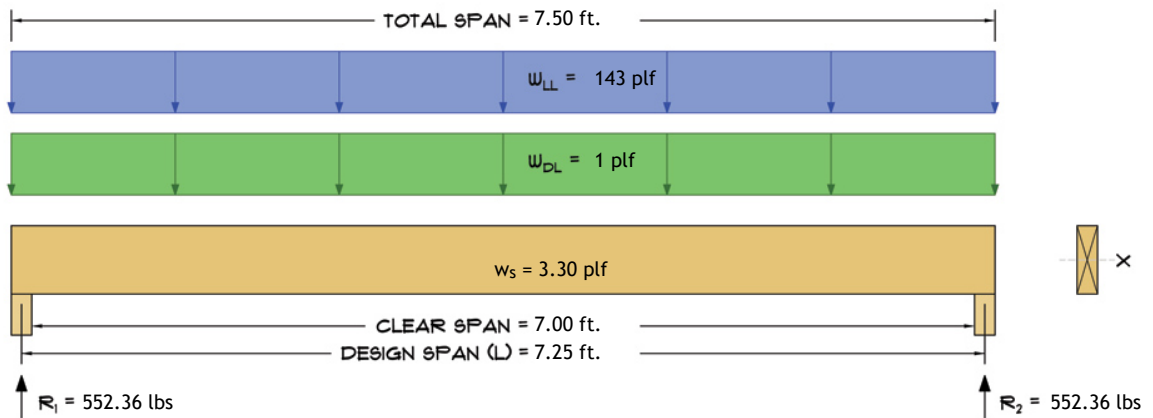 TOTAL SPAN = 7.50 ft.
WLL = 143 plf
WDL = 1 plf
ws = 3.30 plf
X
CLEAR SPAN = 7.00 ft.
DESIGN SPAN (L) = 7.25 ft.
R1 = 552.36 lbs
R2 = 552.36 lbs